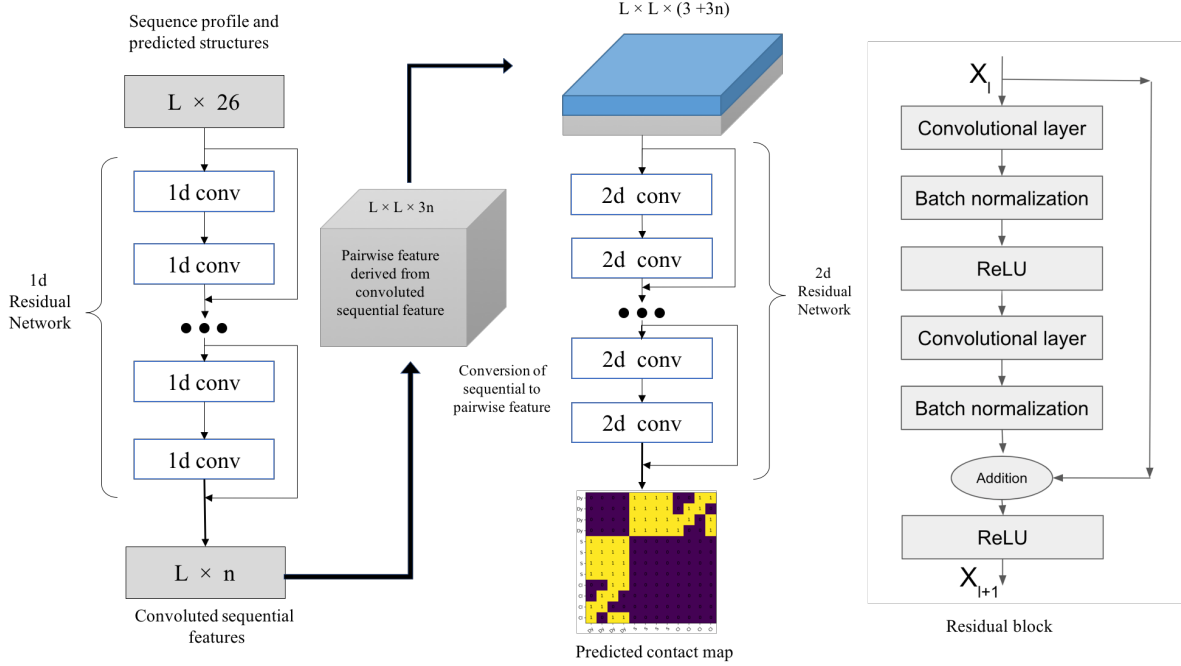 Sequence profile and
predicted structures
L × 26
1d conv
1d conv
1d conv
1d conv
1d
Residual
Network
L × n
Convoluted sequential
features
L × L × 3n
Pairwise feature
derived from
convoluted
sequential feature
Conversion of
sequential to
pairwise feature
L × L × (3 +3n)
2d conv
2d conv
2d conv
2d conv
2d
Residual
Network
Predicted contact map
X_l
Convolutional layer
Batch normalization
ReLU
Convolutional layer
Batch normalization
Addition
ReLU
X_l+1
Residual block